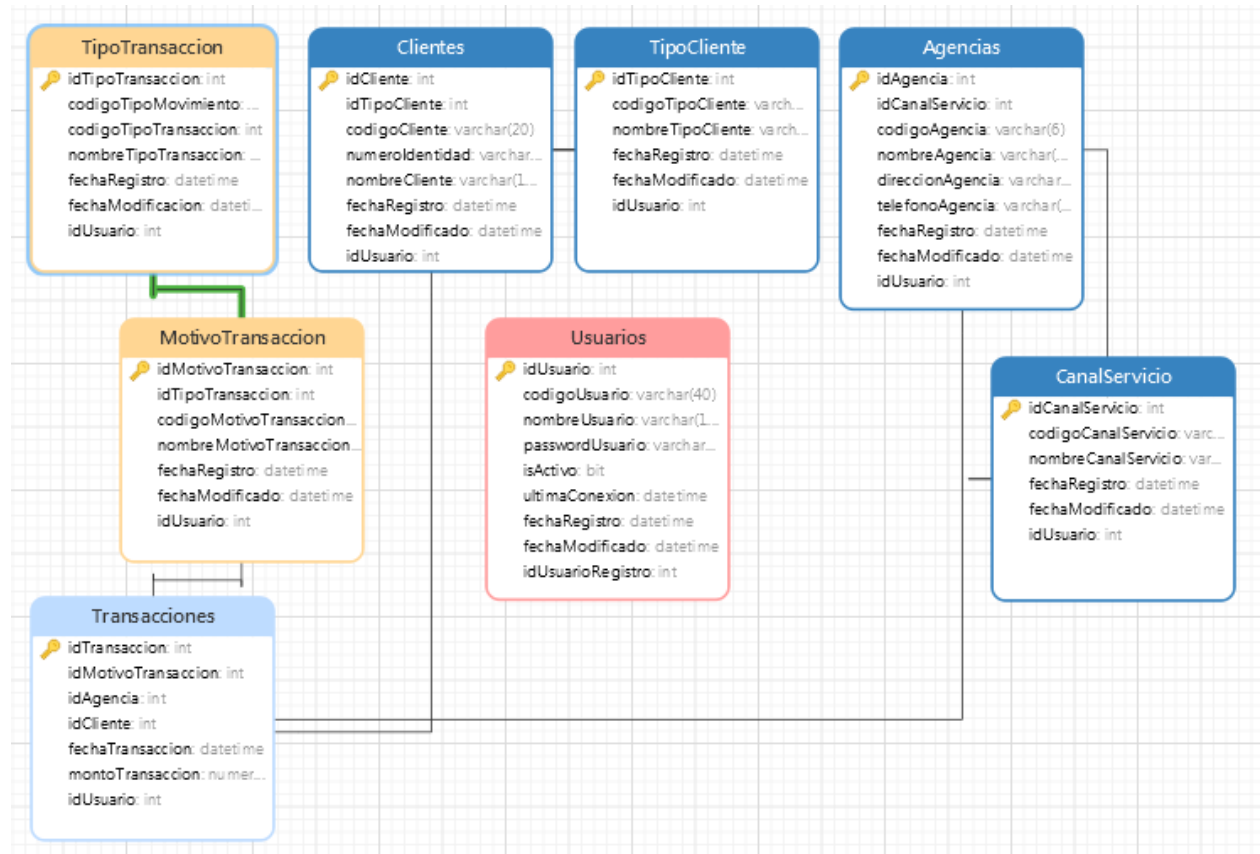 TipoTransaccion
idTipoTransaccion: int
codigoTipoMovimiento: ...
codigoTipoTransaccion: int
nombreTipoTransaccion: ...
fechaRegistro: datetime
fechaModificacion: dateti...
idUsuario: int
Clientes
idCliente: int
idTipoCliente: int
codigoCliente: varchar(20)
numeroIdentidad: varchar...
nombreCliente: varchar(1...
fechaRegistro: datetime
fechaModificado: datetime
idUsuario: int
TipoCliente
idTipoCliente: int
codigoTipoCliente: varch...
nombreTipoCliente: varch...
fechaRegistro: datetime
fechaModificado: datetime
idUsuario: int
Agencias
idAgencia: int
idCanalServicio: int
codigoAgencia: varchar(6)
nombreAgencia: varchar(...
direccionAgencia: varchar...
telefonoAgencia: varchar(...
fechaRegistro: datetime
fechaModificado: datetime
idUsuario: int
MotivoTransaccion
idMotivoTransaccion: int
idTipoTransaccion: int
codigoMotivoTransaccion...
nombreMotivoTransaccion...
fechaRegistro: datetime
fechaModificado: datetime
idUsuario: int
Usuarios
idUsuario: int
codigoUsuario: varchar(40)
nombreUsuario: varchar(1...
passwordUsuario: varchar...
isActivo: bit
ultimaConexion: datetime
fechaRegistro: datetime
fechaModificado: datetime
idUsuarioRegistro: int
CanalServicio
idCanalServicio: int
codigoCanalServicio: varc...
nombreCanalServicio: var...
fechaRegistro: datetime
fechaModificado: datetime
idUsuario: int
Transacciones
idTransaccion: int
idMotivoTransaccion: int
idAgencia: int
idCliente: int
fechaTransaccion: datetime
montoTransaccion: numer...
idUsuario: int